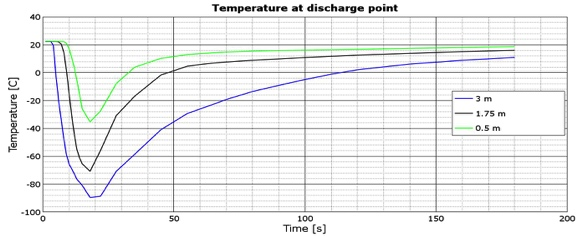 Temperature at discharge point
Temperature [C]
40
20
0
-20
-40
-60
-80
-100
3 m
1.75 m
0.5 m
0
50
100
150
200
Time [s]